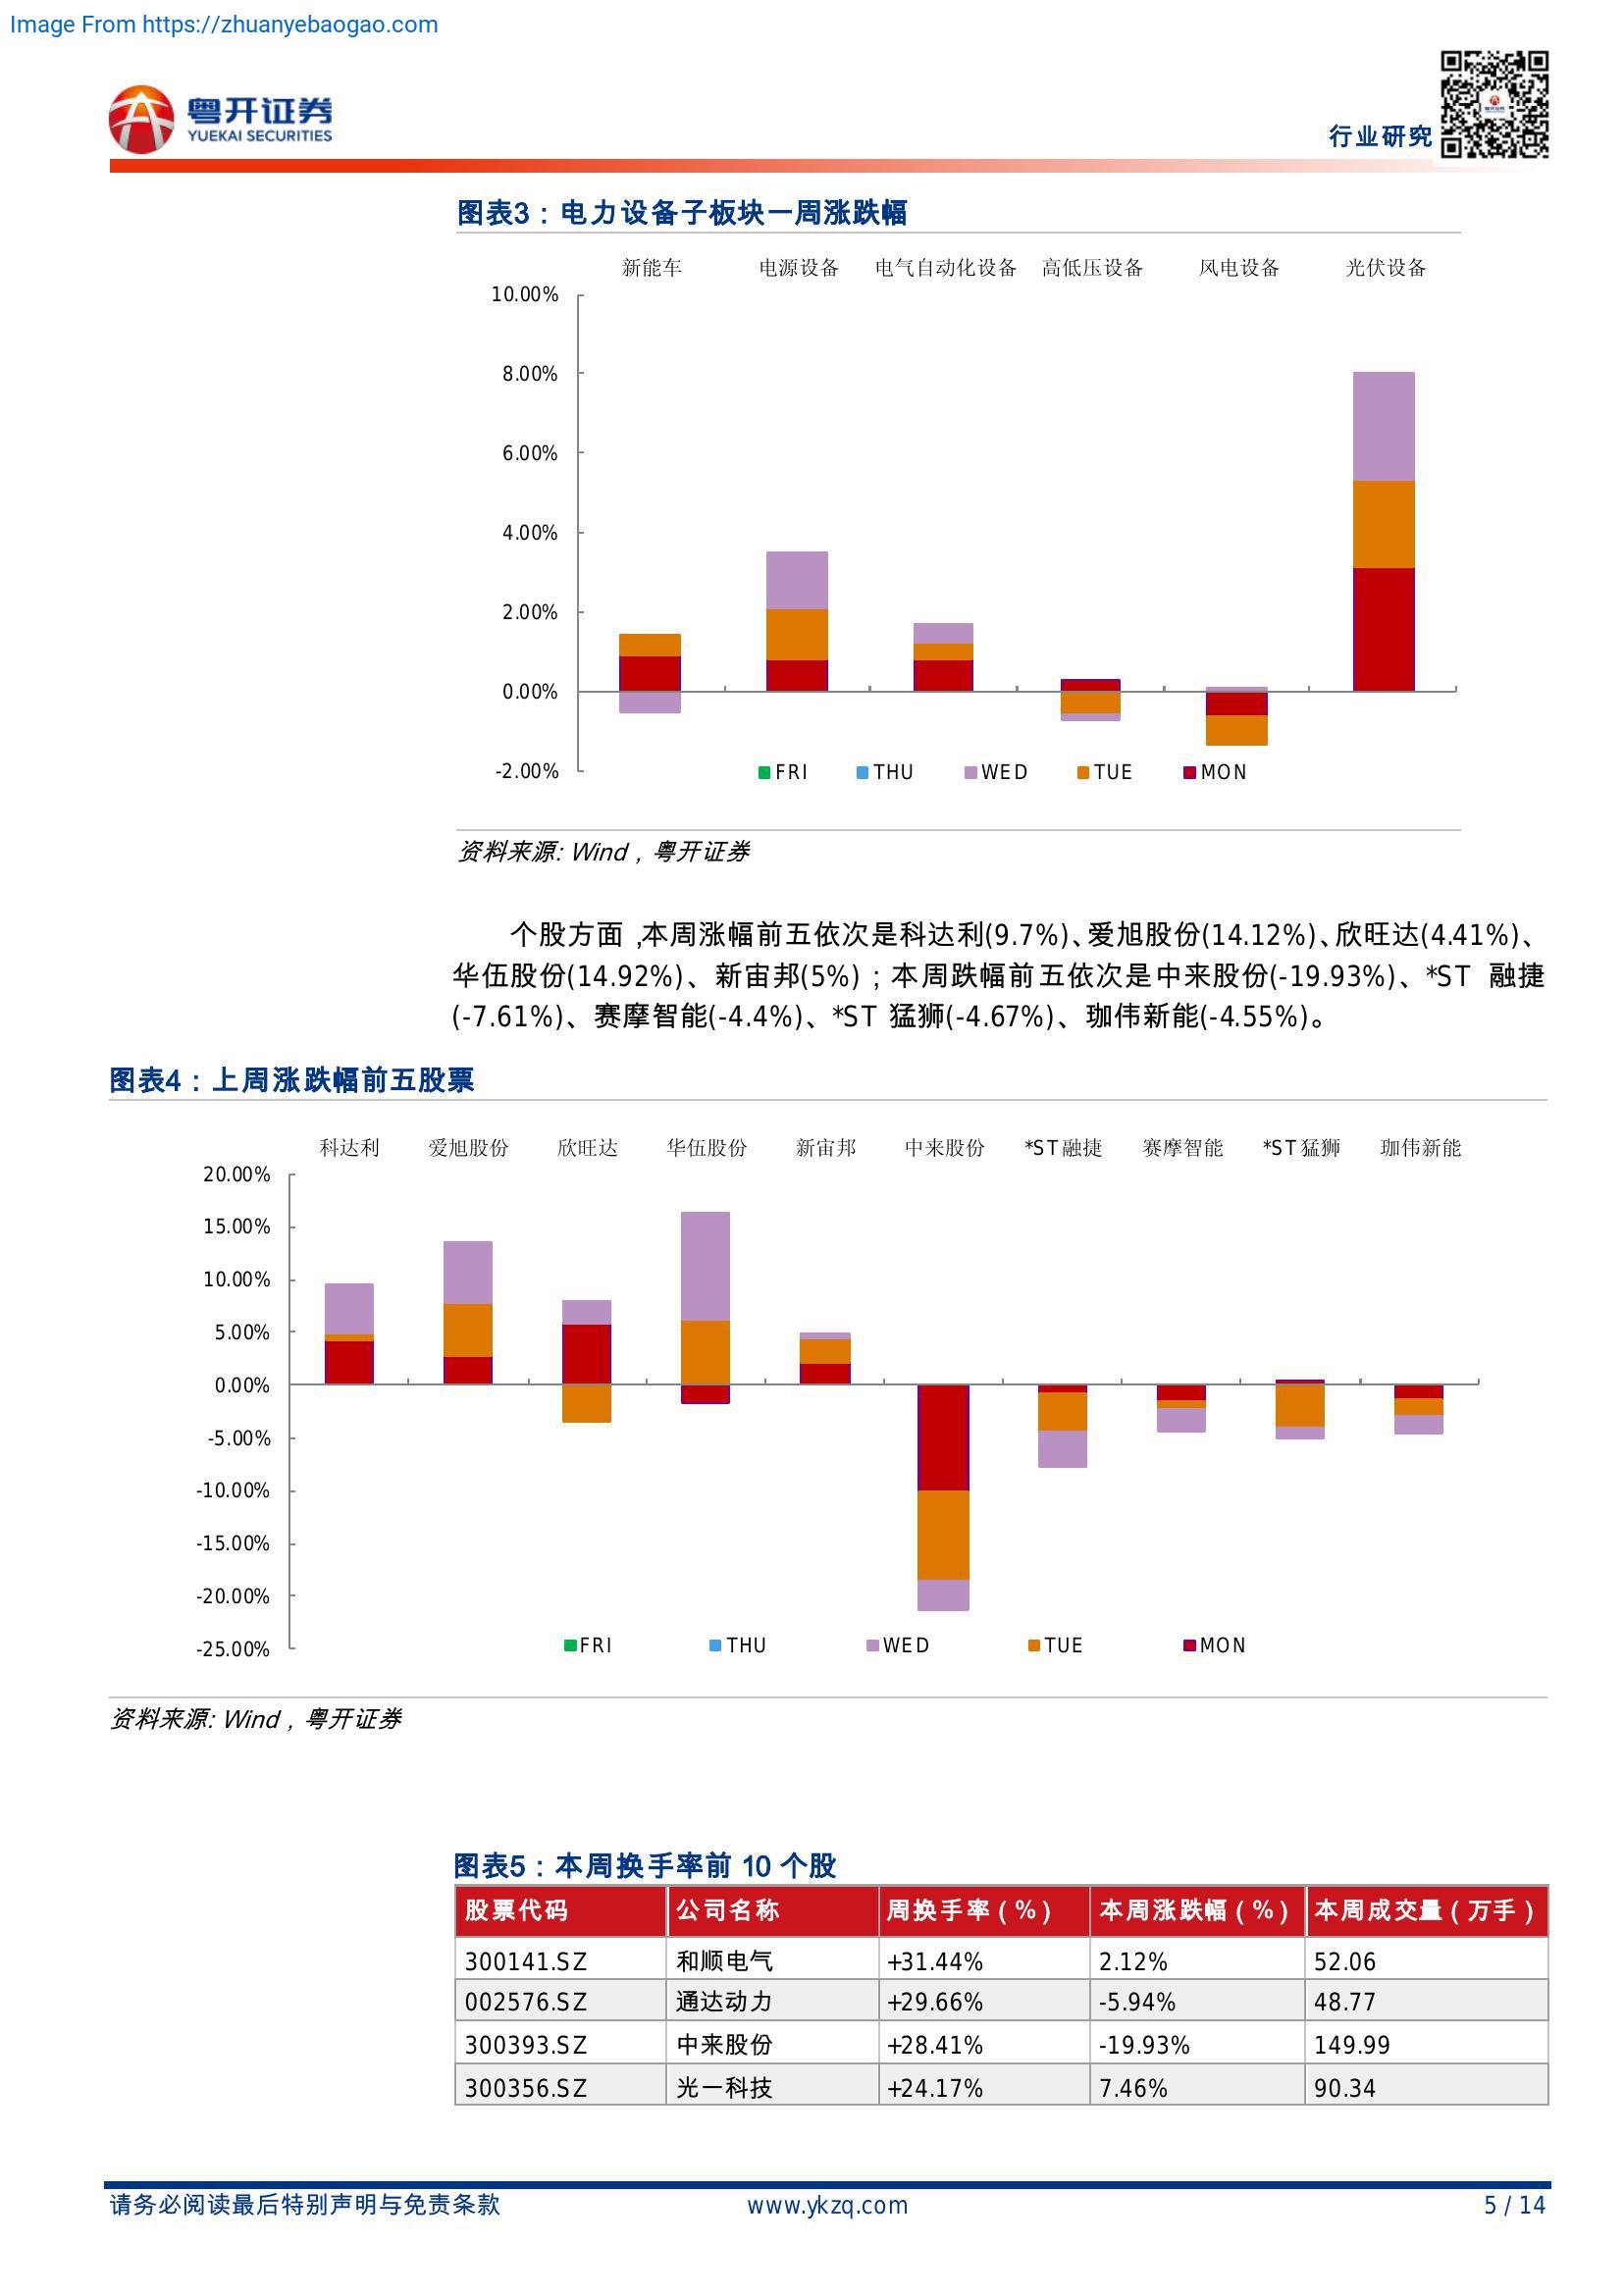 Image From https://zhuanyebaogao.com
粤开证券
YUEKAI SECURITIES
行业研究
图表3：电力设备子板块一周涨跌幅
新能车 电源设备 电气自动化设备 高低压设备 风电设备 光伏设备
10.00%
8.00%
6.00%
4.00%
2.00%
0.00%
-2.00%
FRI THU WED TUE MON
资料来源: Wind，粤开证券
个股方面,本周涨幅前五依次是科达利(9.7%)、爱旭股份(14.12%)、欣旺达(4.41%)、
华伍股份(14.92%)、新宙邦(5%)；本周跌幅前五依次是中来股份(-19.93%)、*ST 融捷
(-7.61%)、赛摩智能(-4.4%)、*ST 猛狮(-4.67%)、珈伟新能(-4.55%)。
图表4：上周涨跌幅前五股票
科达利 爱旭股份 欣旺达 华伍股份 新宙邦 中来股份 *ST融捷 赛摩智能 *ST猛狮 珈伟新能
20.00%
15.00%
10.00%
5.00%
0.00%
-5.00%
-10.00%
-15.00%
-20.00%
-25.00%
FRI THU WED TUE MON
资料来源: Wind，粤开证券
图表5：本周换手率前 10 个股
股票代码 公司名称 周换手率（%） 本周涨跌幅（%） 本周成交量（万手）
300141.SZ 和顺电气 +31.44% 2.12% 52.06
002576.SZ 通达动力 +29.66% -5.94% 48.77
300393.SZ 中来股份 +28.41% -19.93% 149.99
300356.SZ 光一科技 +24.17% 7.46% 90.34
请务必阅读最后特别声明与免责条款 www.ykzq.com 5 / 14